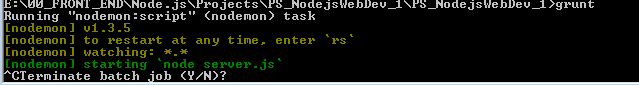 E:\00_FRONT_END\Node.js\Projects\PS_NodejsWebDev_1\PS_NodejsWebDev_1>grunt
Running "nodemon:script" (nodemon) task
[nodemon] v1.3.5
[nodemon] to restart at any time, enter `rs`
[nodemon] watching: *.*
[nodemon] starting `node server.js`
^CTerminate batch job (Y/N)?